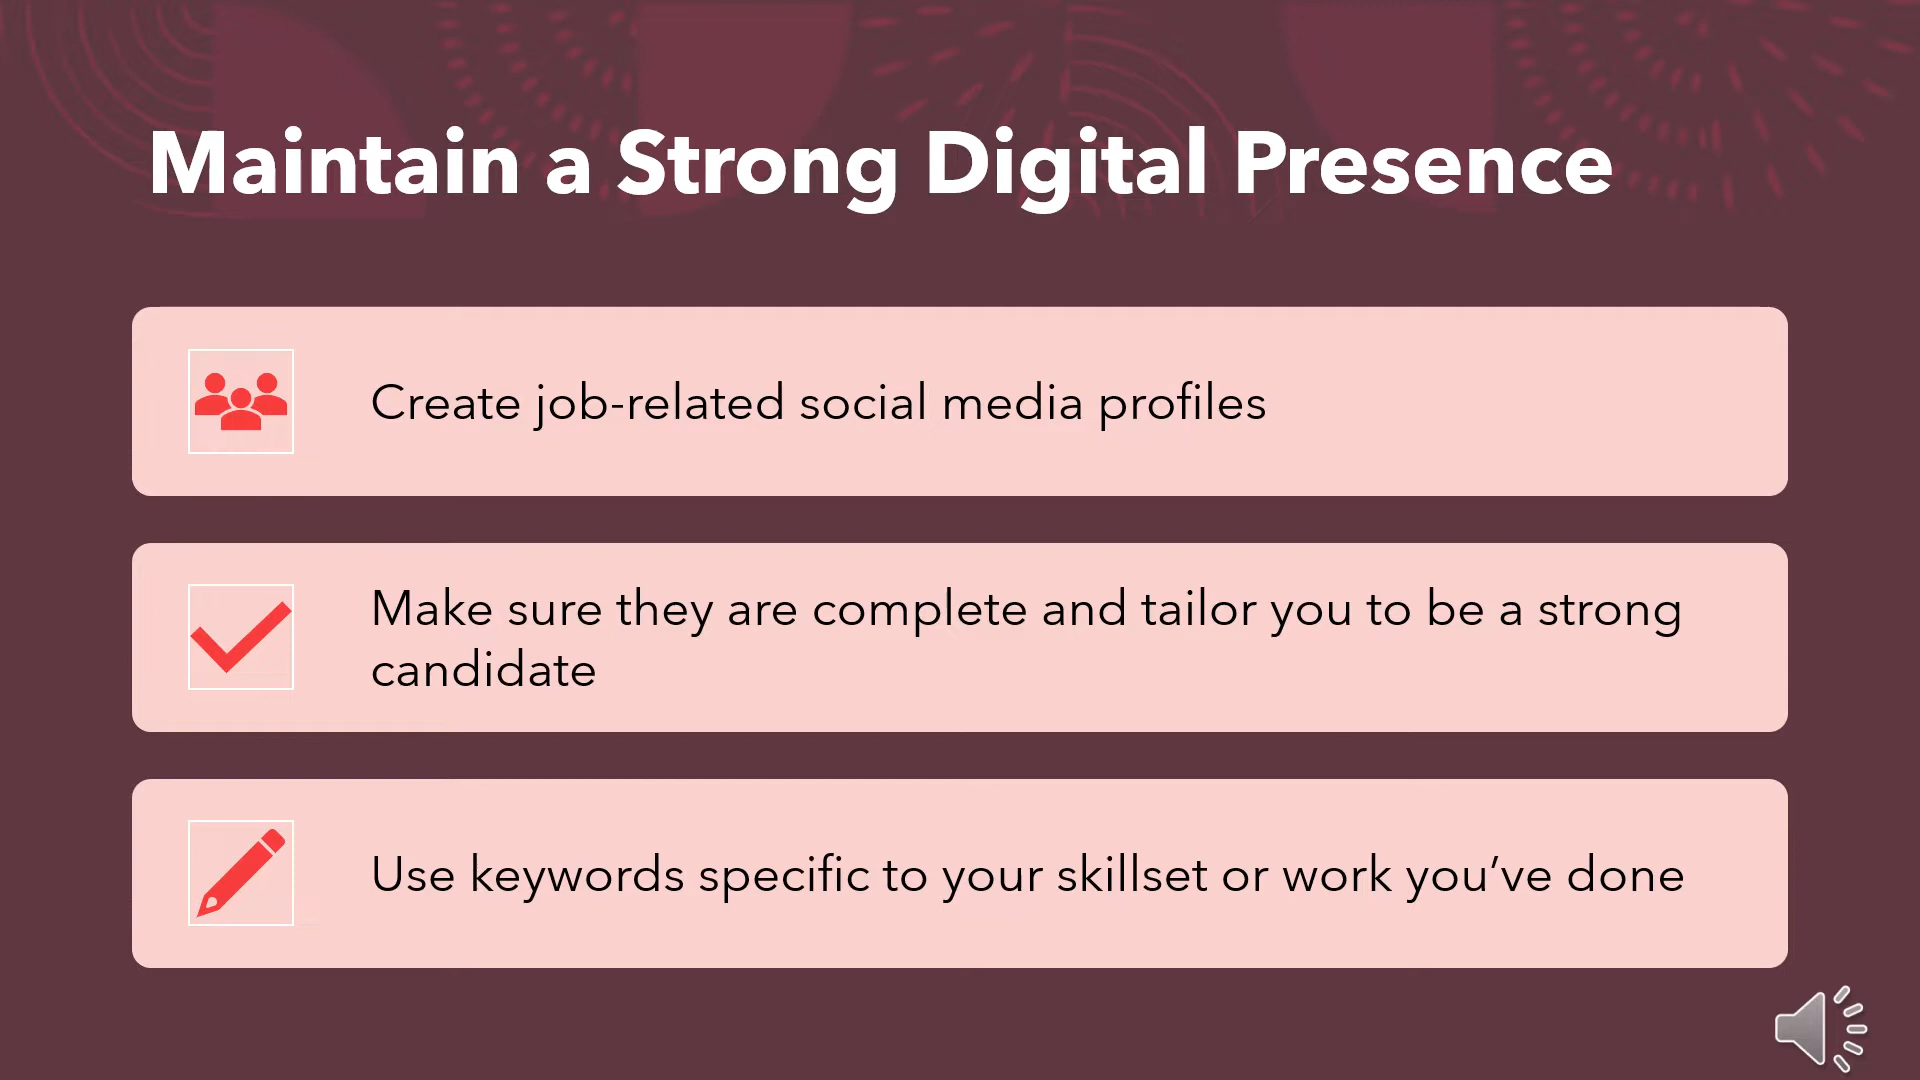 Maintain a Strong Digital Presence
Create job-related social media profiles
Make sure they are complete and tailor you to be a strong
candidate
Use keywords specific to your skillset or work you’ve done